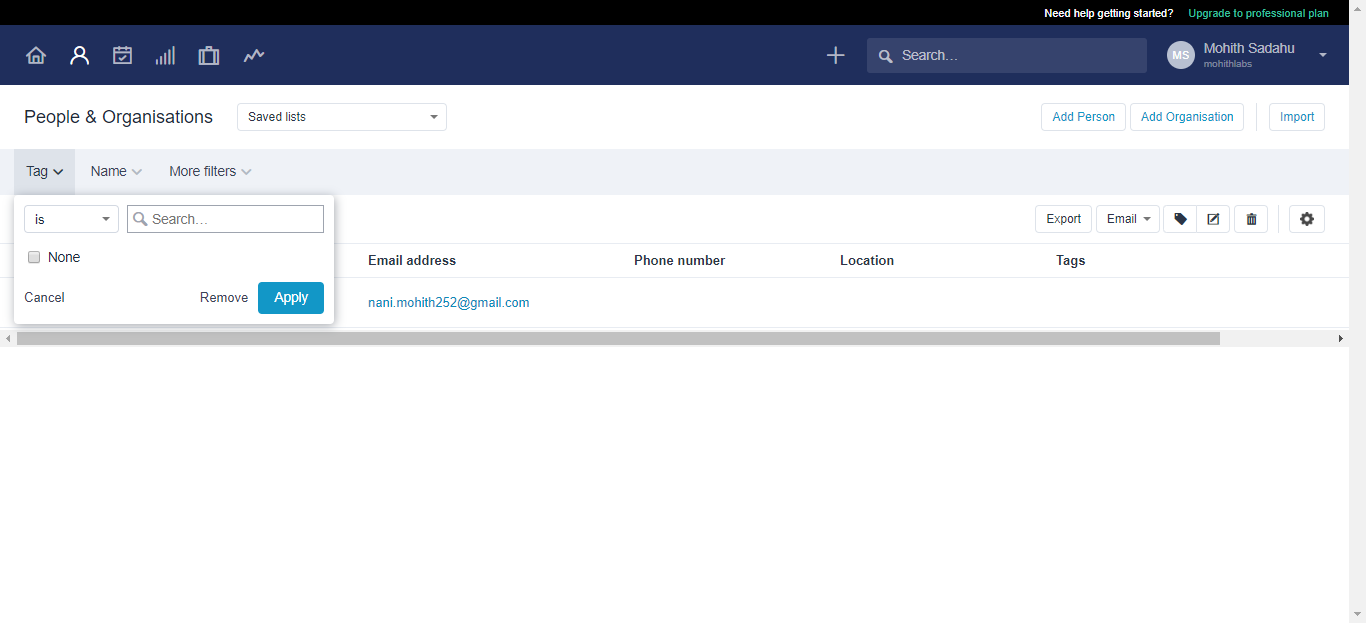 Need help getting started? Upgrade to professional plan
Search...
MS
Mohith Sadahu
mohithlabs
People & Organisations
Saved lists
Add Person
Add Organisation
Import
Tag
Name
More filters
is
Search...
Export
Email
None
Email address
Phone number
Location
Tags
Cancel
Remove
Apply
nani.mohith252@gmail.com